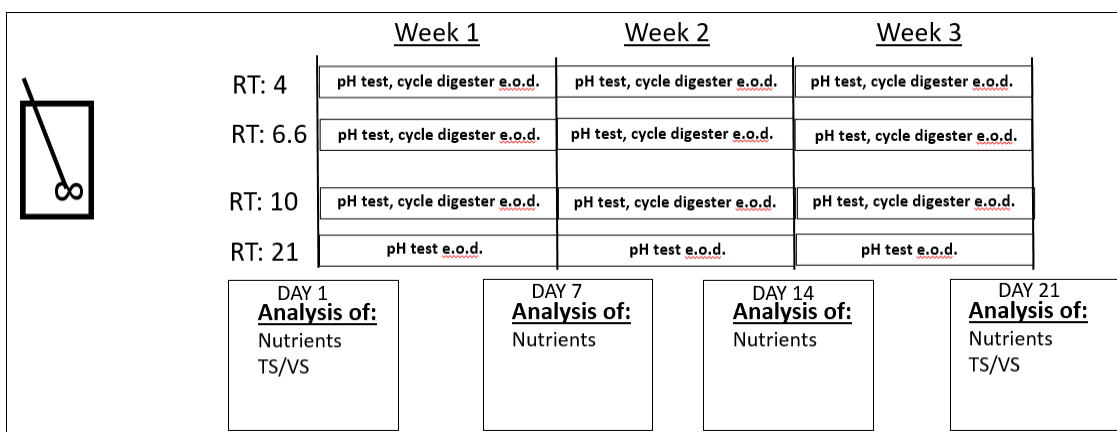 Week 1 Week 2 Week 3
RT: 4 pH test, cycle digester e.o.d. pH test, cycle digester e.o.d. pH test, cycle digester e.o.d.
RT: 6.6 pH test, cycle digester e.o.d. pH test, cycle digester e.o.d. pH test, cycle digester e.o.d.
RT: 10 pH test, cycle digester e.o.d. pH test, cycle digester e.o.d. pH test, cycle digester e.o.d.
RT: 21 pH test e.o.d. pH test e.o.d. pH test e.o.d.
DAY 1
Analysis of:
Nutrients
TS/VS
DAY 7
Analysis of:
Nutrients
DAY 14
Analysis of:
Nutrients
DAY 21
Analysis of:
Nutrients
TS/VS